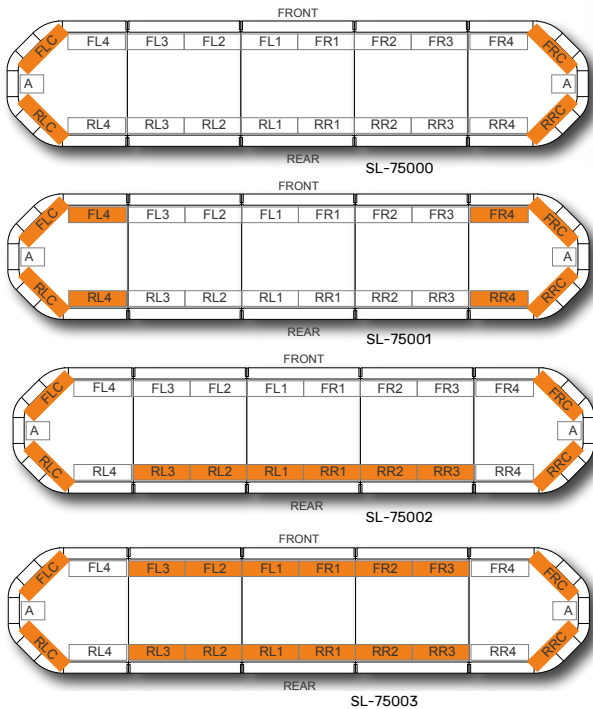 FRONT
FLC FL4 FL3 FL2 FL1 FR1 FR2 FR3 FR4 FRC
A A
RLC RL4 RL3 RL2 RL1 RR1 RR2 RR3 RR4 RRC
REAR
SL-75000
FRONT
FLC FL4 FL3 FL2 FL1 FR1 FR2 FR3 FR4 FRC
A A
RLC RL4 RL3 RL2 RL1 RR1 RR2 RR3 RR4 RRC
REAR
SL-75001
FRONT
FLC FL4 FL3 FL2 FL1 FR1 FR2 FR3 FR4 FRC
A A
RLC RL4 RL3 RL2 RL1 RR1 RR2 RR3 RR4 RRC
REAR
SL-75002
FRONT
FLC FL4 FL3 FL2 FL1 FR1 FR2 FR3 FR4 FRC
A A
RLC RL4 RL3 RL2 RL1 RR1 RR2 RR3 RR4 RRC
REAR
SL-75003